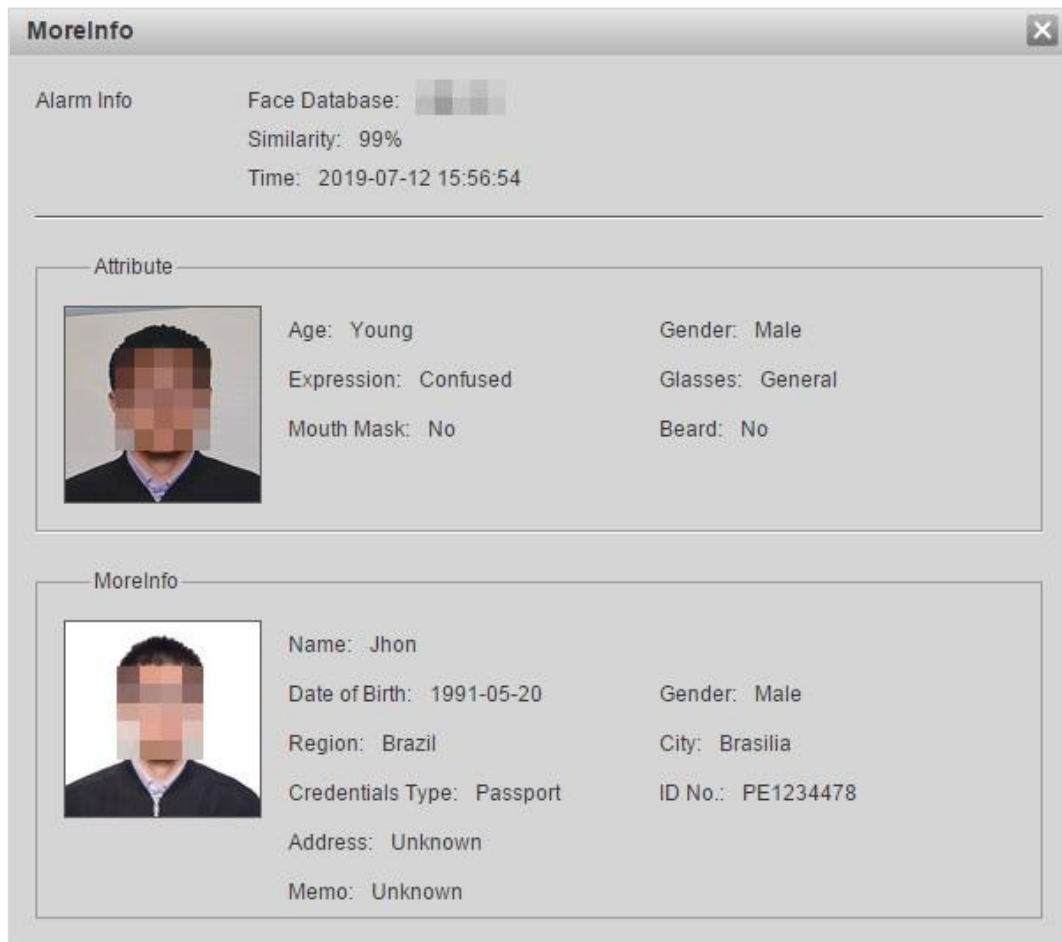 MoreInfo
Alarm Info
Face Database:
Similarity: 99%
Time: 2019-07-12 15:56:54
Attribute
Age: Young Gender: Male
Expression: Confused Glasses: General
Mouth Mask: No Beard: No
MoreInfo
Name: Jhon
Date of Birth: 1991-05-20 Gender: Male
Region: Brazil City: Brasilia
Credentials Type: Passport ID No.: PE1234478
Address: Unknown
Memo: Unknown